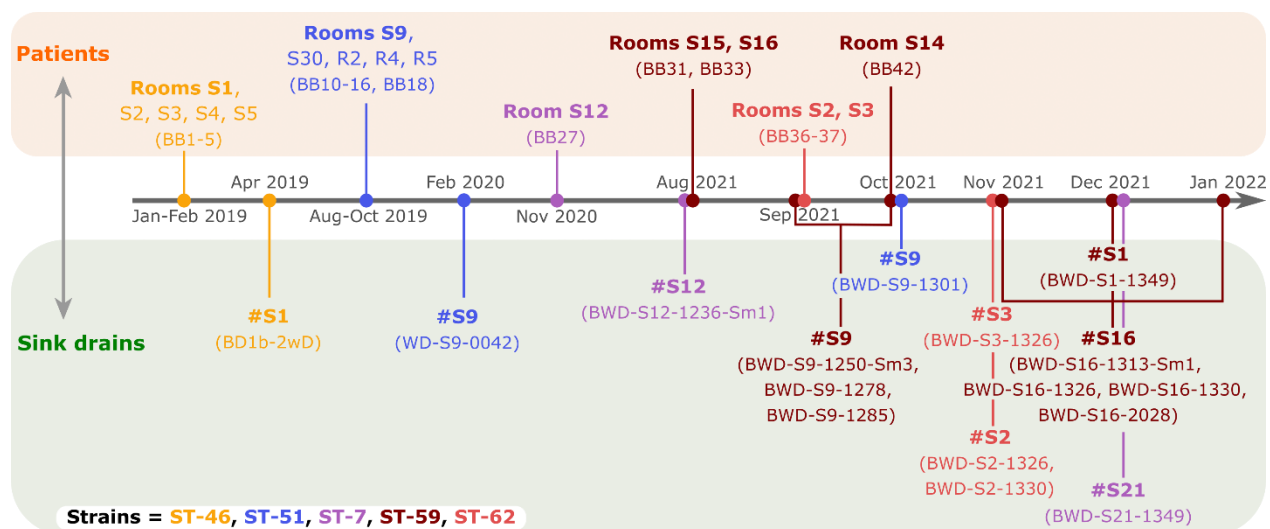 Patients
Rooms S1,
S2, S3, S4, S5
(BB1-5)
Rooms S9,
S30, R2, R4, R5
(BB10-16, BB18)
Room S12
(BB27)
Rooms S15, S16
(BB31, BB33)
Rooms S2, S3
(BB36-37)
Room S14
(BB42)
Jan-Feb 2019
Apr 2019
Aug-Oct 2019
Feb 2020
Nov 2020
Aug 2021
Sep 2021
Oct 2021
Nov 2021
Dec 2021
Jan 2022
Sink drains
#S1
(BD1b-2wD)
#S9
(WD-S9-0042)
#S12
(BWD-S12-1236-Sm1)
#S9
(BWD-S9-1250-Sm3,
BWD-S9-1278,
BWD-S9-1285)
#S9
(BWD-S9-1301)
#S3
(BWD-S3-1326)
#S2
(BWD-S2-1326,
BWD-S2-1330)
#S1
(BWD-S1-1349)
#S16
(BWD-S16-1313-Sm1,
BWD-S16-1326, BWD-S16-1330,
BWD-S16-2028)
#S21
(BWD-S21-1349)
Strains = ST-46, ST-51, ST-7, ST-59, ST-62